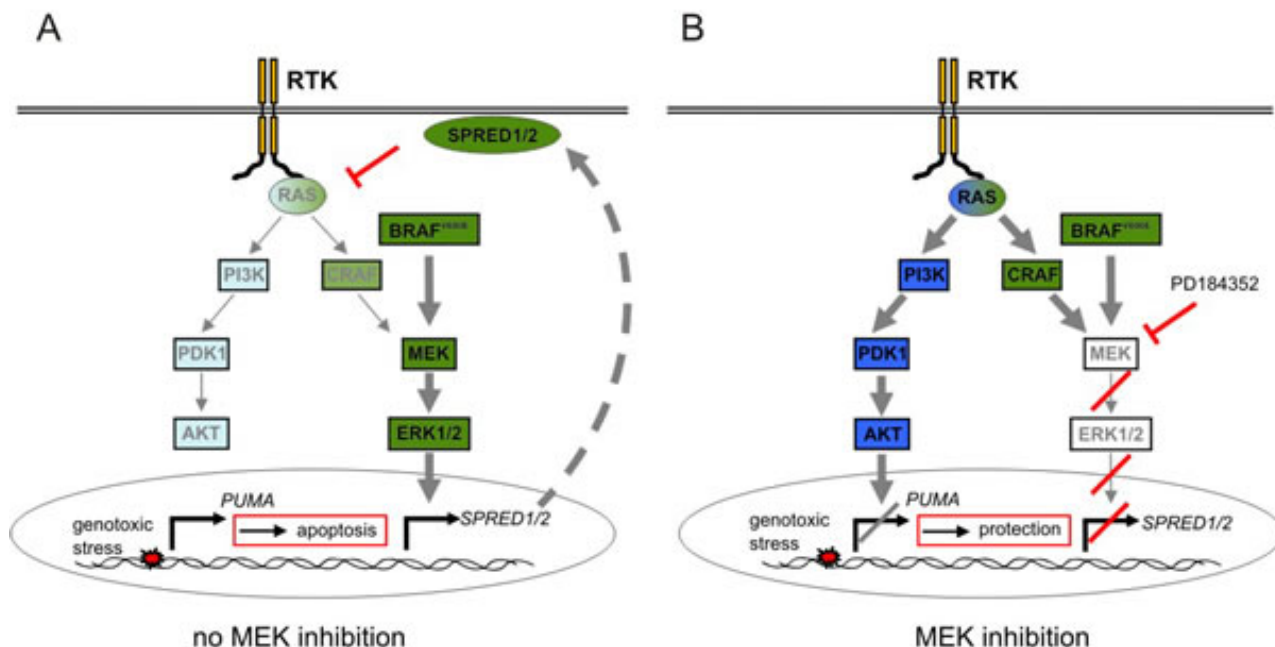 A
RTK
SPRED1/2
RAS
BRAF
PI3K
CRAF
PDK1
MEK
AKT
ERK1/2
PUMA
SPRED1/2
genotoxic
stress
apoptosis
no MEK inhibition
B
RTK
RAS
BRAF
PI3K
CRAF
PD184352
PDK1
MEK
AKT
ERK1/2
PUMA
SPRED1/2
genotoxic
stress
protection
MEK inhibition